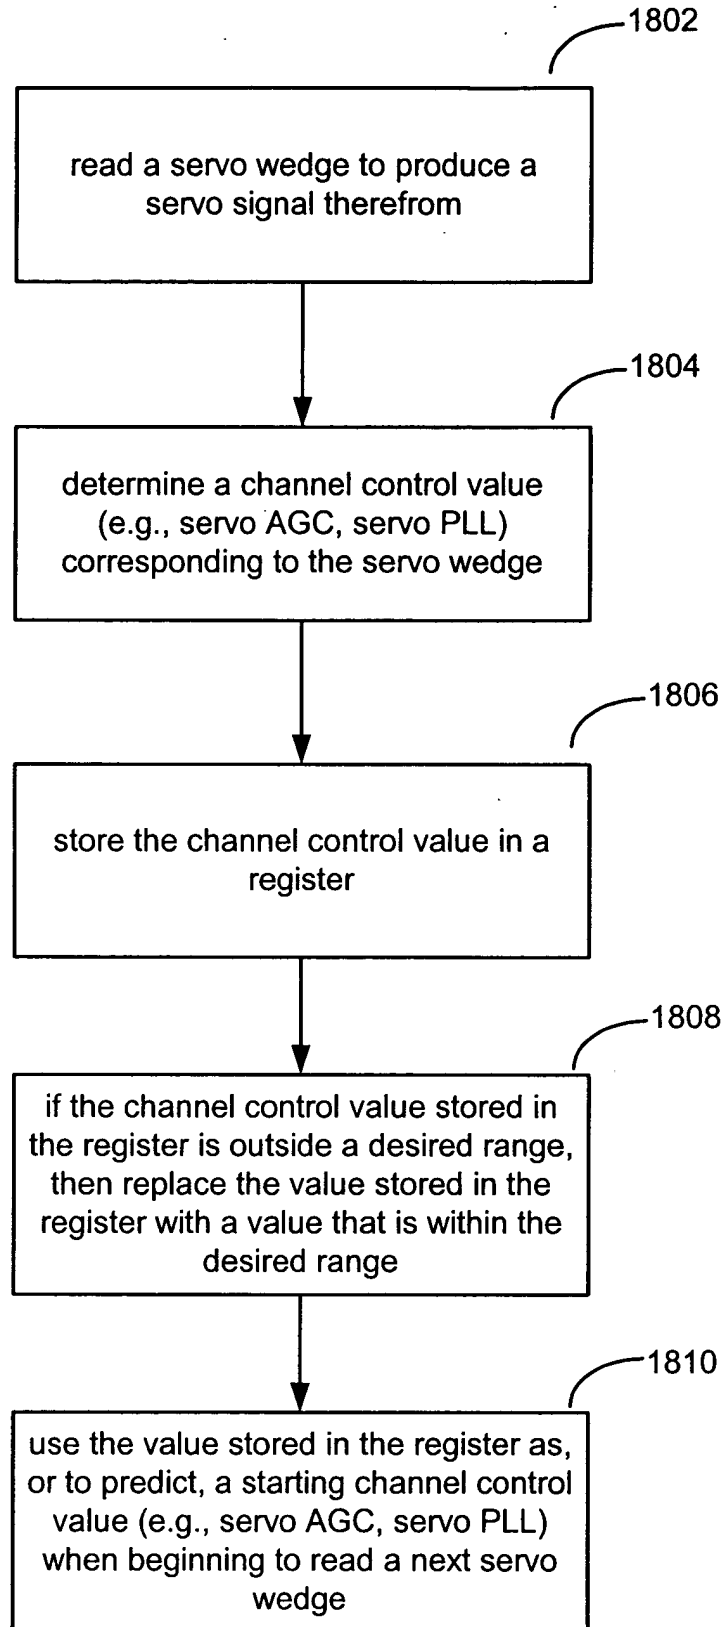 1802
read a servo wedge to produce a
servo signal therefrom
1804
determine a channel control value
(e.g., servo AGC, servo PLL)
corresponding to the servo wedge
1806
store the channel control value in a
register
1808
if the channel control value stored in
the register is outside a desired range,
then replace the value stored in the
register with a value that is within the
desired range
1810
use the value stored in the register as,
or to predict, a starting channel control
value (e.g., servo AGC, servo PLL)
when beginning to read a next servo
wedge